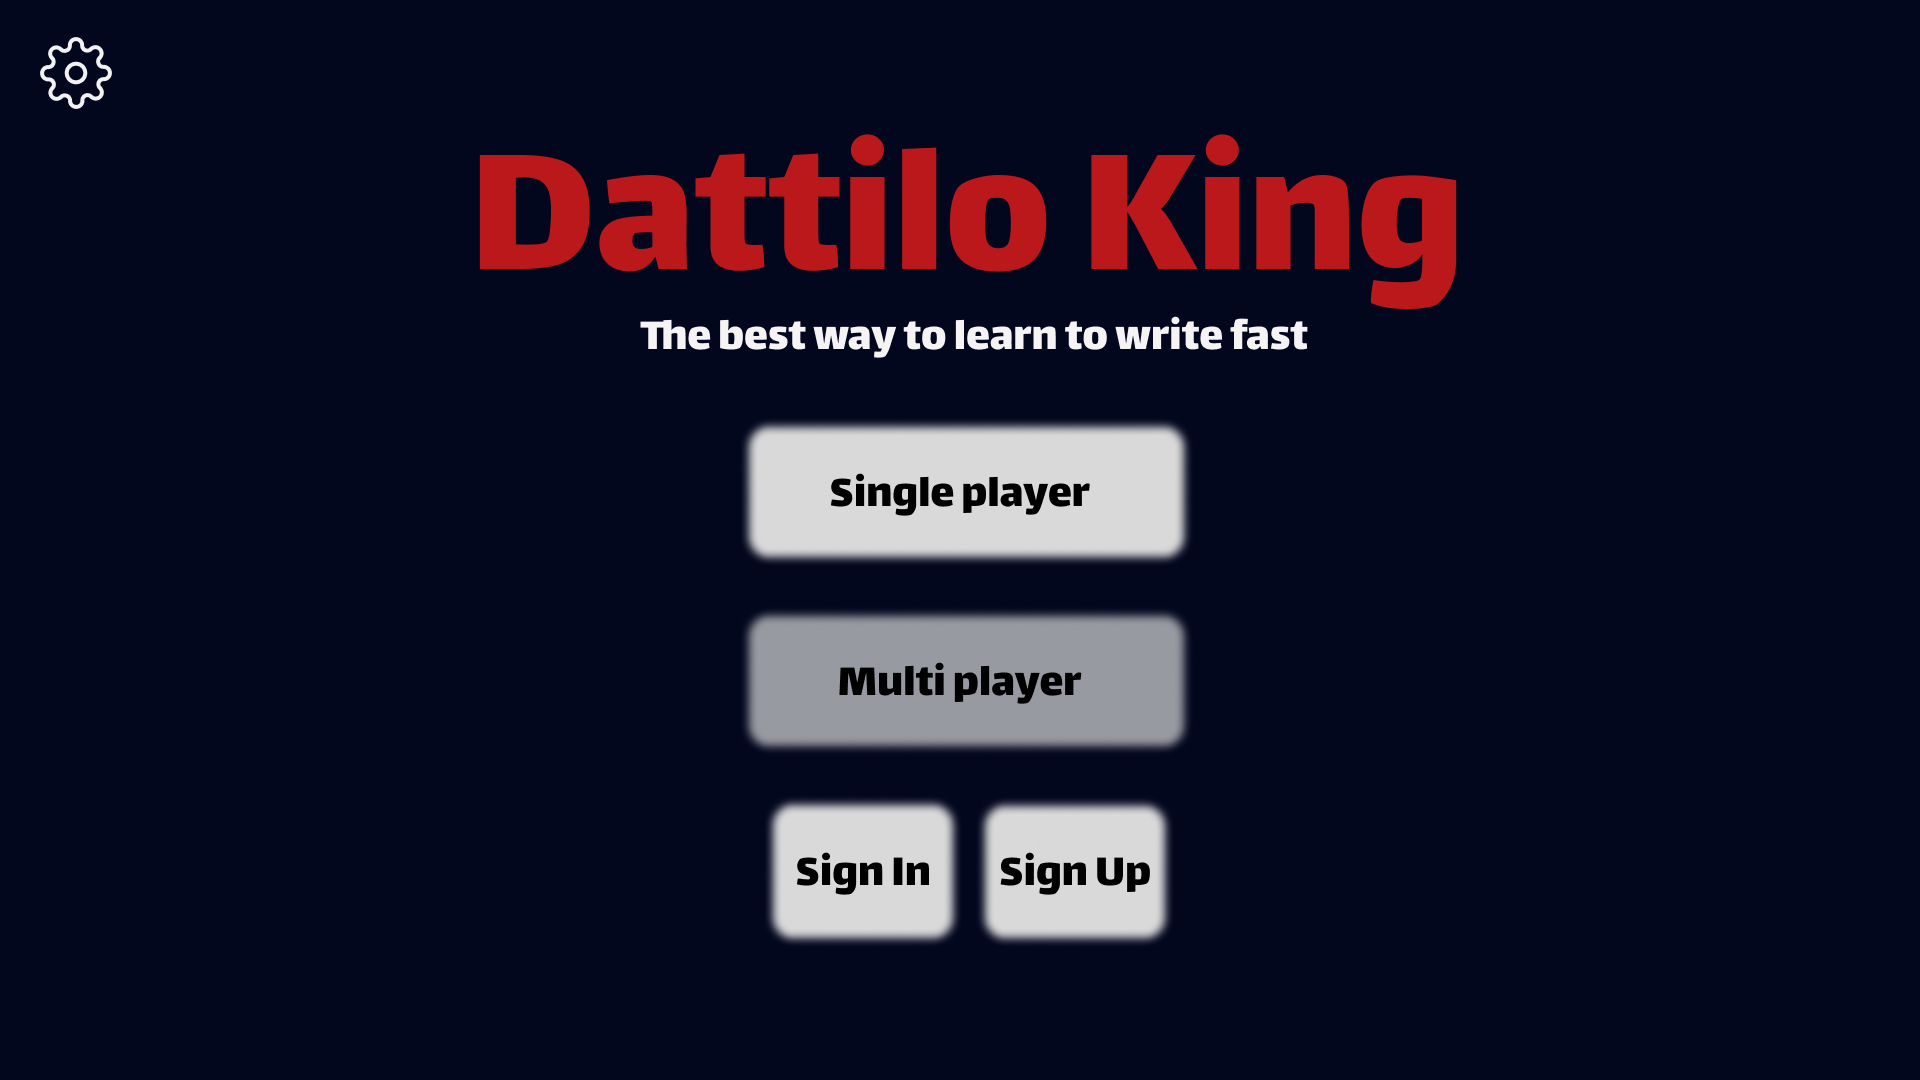 Dattilo King
The best way to learn to write fast
Single player
Multi player
Sign In
Sign Up